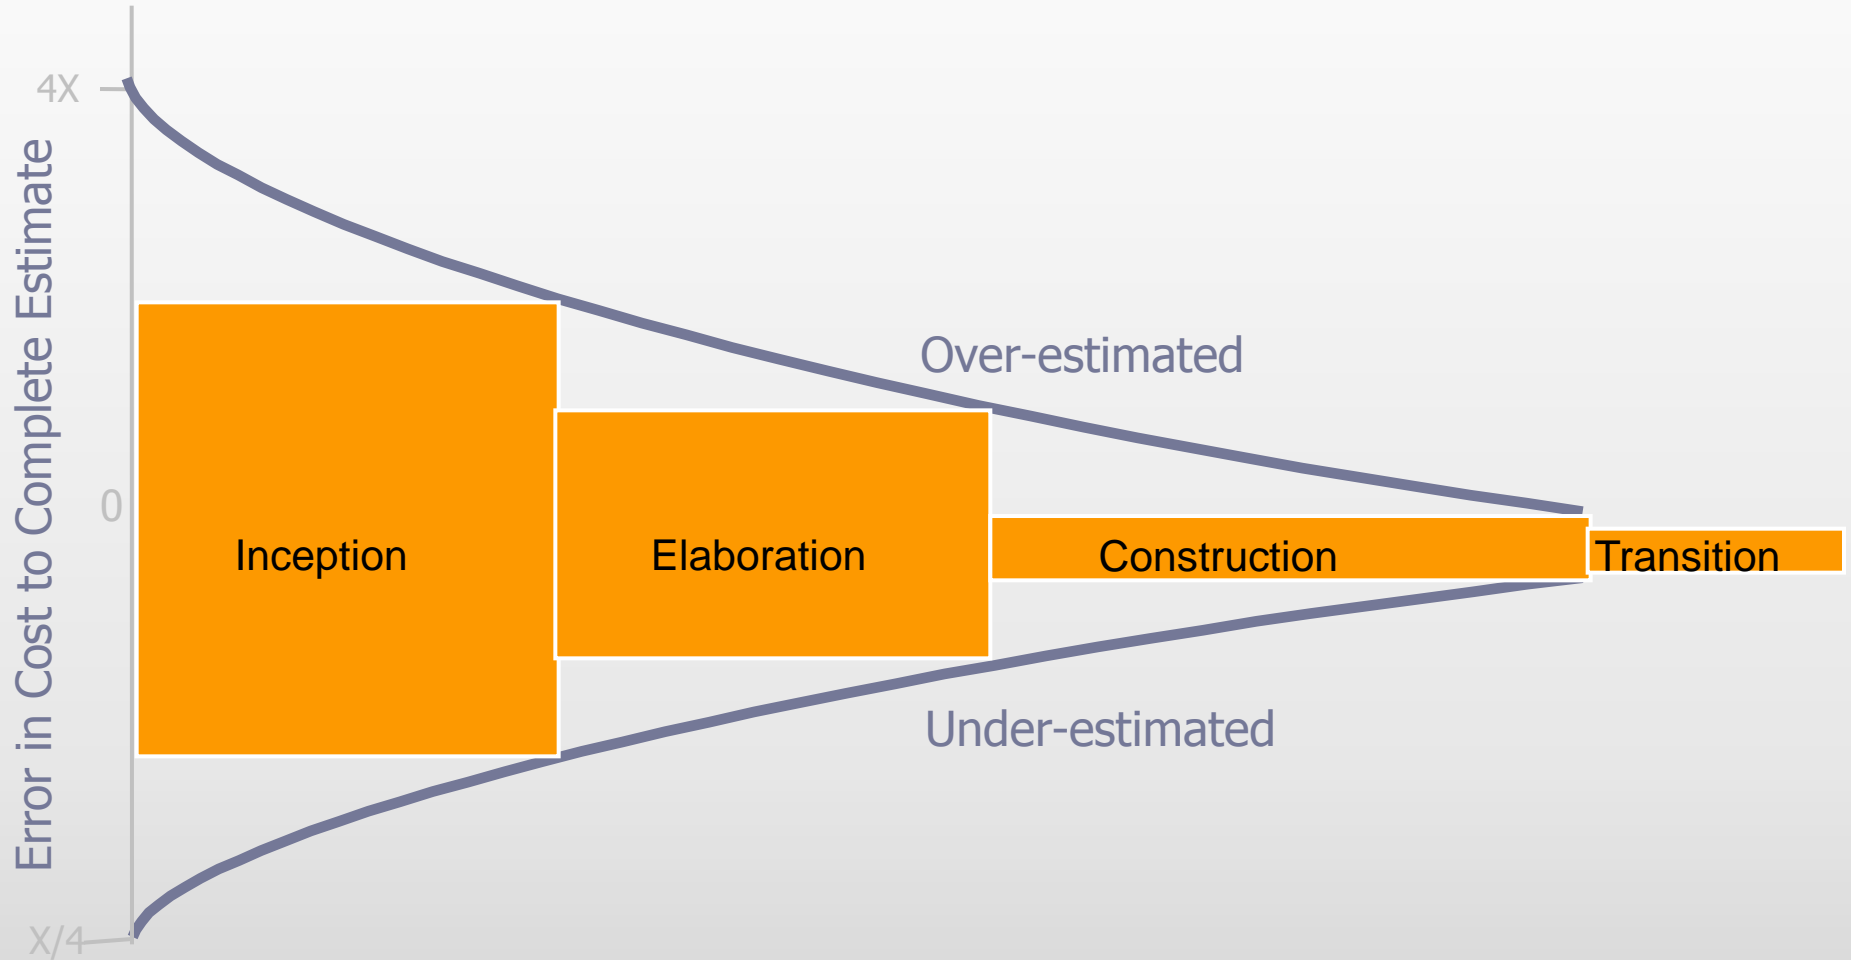 4X
Error in Cost to Complete Estimate
Over-estimated
0
Inception
Elaboration
Construction
Transition
Under-estimated
X/4